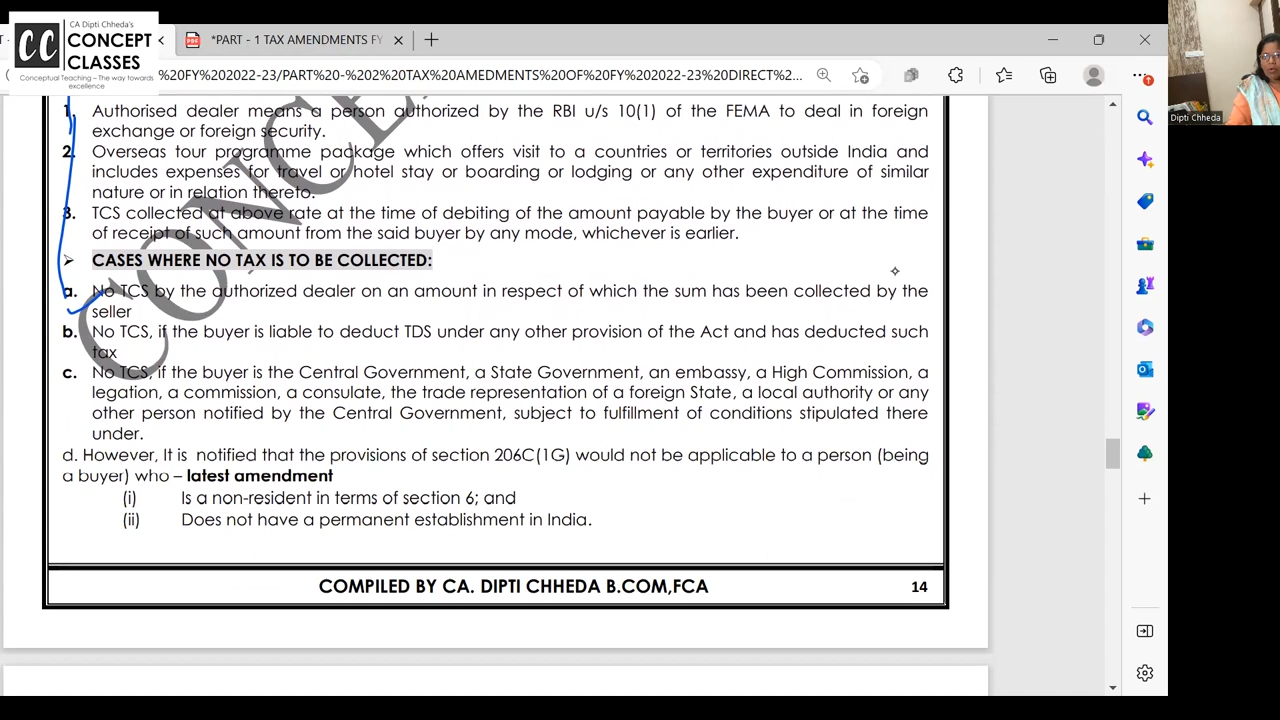 CA Dipti Chheda's
CONCEPT
CLASSES
Conceptual Teaching – The way towards
excellence
CC
*PART - 1 TAX AMENDMENTS FY
%20FY%202022-23/PART%20-%202%20TAX%20AMEDMENTS%20OF%20FY%202022-23%20DIRECT%2...
1. Authorised dealer means a person authorized by the RBI u/s 10(1) of the FEMA to deal in foreign
exchange or foreign security.
2. Overseas tour programme package which offers visit to a countries or territories outside India and
includes expenses for travel or hotel stay or boarding or lodging or any other expenditure of similar
nature or in relation thereto.
3. TCS collected at above rate at the time of debiting of the amount payable by the buyer or at the time
of receipt of such amount from the said buyer by any mode, whichever is earlier.
CASES WHERE NO TAX IS TO BE COLLECTED:
a. No TCS by the authorized dealer on an amount in respect of which the sum has been collected by the
seller
b. No TCS, if the buyer is liable to deduct TDS under any other provision of the Act and has deducted such
tax
c. No TCS, if the buyer is the Central Government, a State Government, an embassy, a High Commission, a
legation, a commission, a consulate, the trade representation of a foreign State, a local authority or any
other person notified by the Central Government, subject to fulfillment of conditions stipulated there
under.
d. However, It is notified that the provisions of section 206C(1G) would not be applicable to a person (being
a buyer) who – latest amendment
(i) Is a non-resident in terms of section 6; and
(ii) Does not have a permanent establishment in India.
COMPILED BY CA. DIPTI CHHEDA B.COM,FCA 14
Dipti Chheda